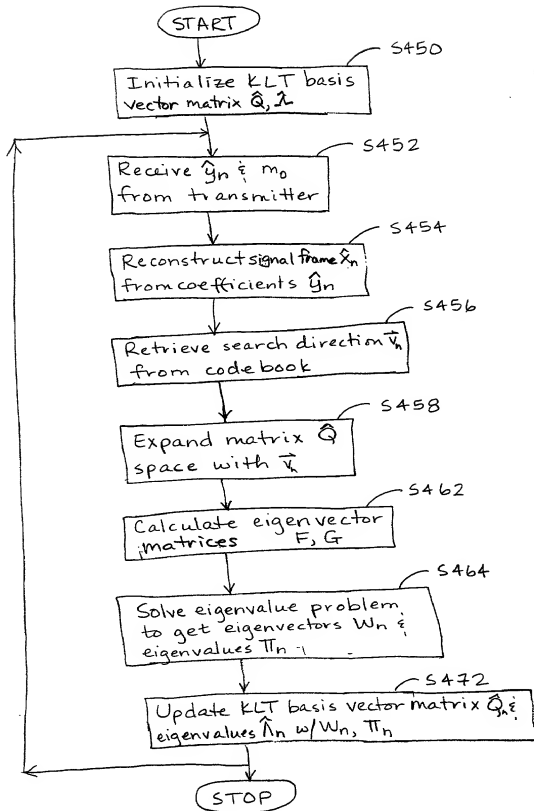 START
S450
Initialize KLT basis
vector matrix Q̂, λ̂
S452
Receive ŷn & m0
from transmitter
S454
Reconstruct signal frame x̂n
from coefficients ŷn
S456
Retrieve search direction v⃗n
from codebook
S458
Expand matrix Q̂
space with v⃗n
S462
Calculate eigenvector
matrices F, G
S464
Solve eigenvalue problem
to get eigenvectors Wn &
eigenvalues Πn
S472
Update KLT basis vector matrix Q̂n &
eigenvalues Λ̂n w/Wn, Πn
STOP